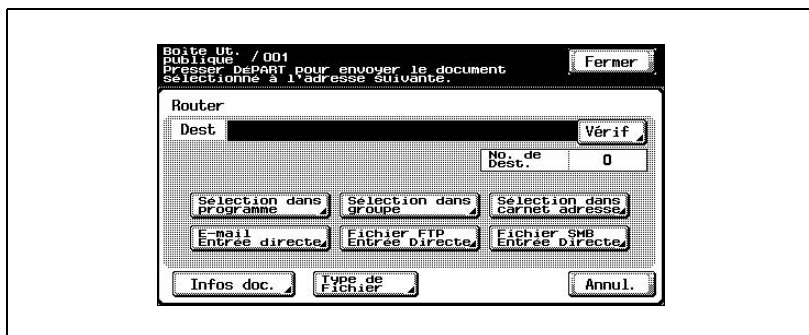 Boîte Ut.
publique / 001
Presser DéPART pour envoyer le document
sélectionné à l'adresse suivante.
Fermer
Router
Dest
Vérif
No. de
Dest.
0
Sélection dans
programme
Sélection dans
groupe
Sélection dans
carnet adresse
E-mail
Entrée directe
Fichier FTP
Entrée Directe
Fichier SMB
Entrée Directe
Infos doc.
Type de
Fichier
Annul.